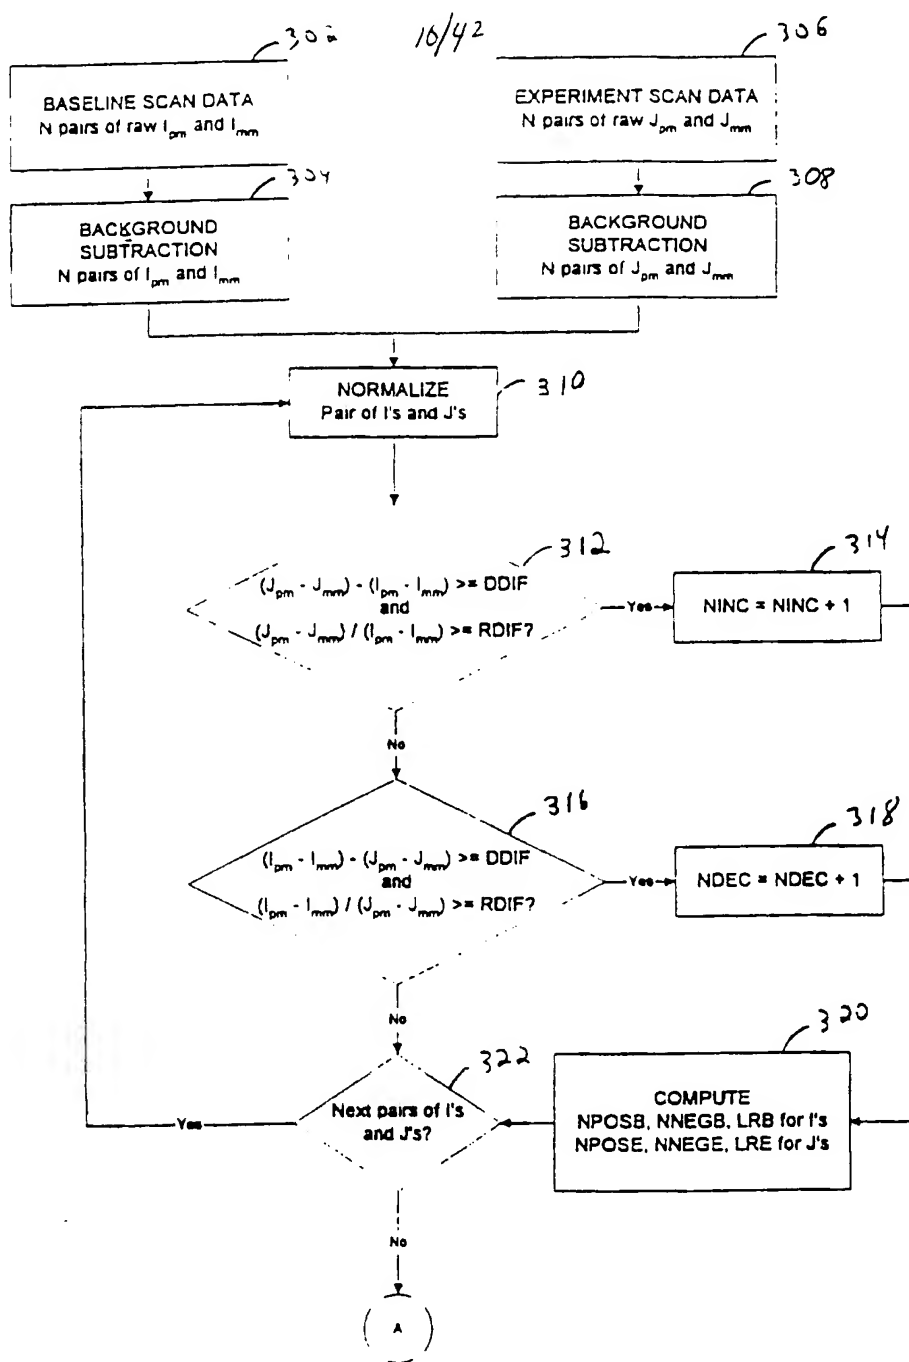 302
10/42
306
BASELINE SCAN DATA
N pairs of raw I_pm and I_mm
EXPERIMENT SCAN DATA
N pairs of raw J_pm and J_mm
304
308
BACKGROUND
SUBTRACTION
N pairs of I_pm and I_mm
BACKGROUND
SUBTRACTION
N pairs of J_pm and J_mm
NORMALIZE
Pair of I's and J's
310
312
(J_pm - J_mm) - (I_pm - I_mm) >= DDIF
and
(J_pm - J_mm) / (I_pm - I_mm) >= RDIF?
Yes
314
NINC = NINC + 1
No
316
(I_pm - I_mm) - (J_pm - J_mm) >= DDIF
and
(I_pm - I_mm) / (J_pm - J_mm) >= RDIF?
Yes
318
NDEC = NDEC + 1
No
322
Next pairs of I's
and J's?
Yes
320
COMPUTE
NPOSB, NNEGB, LRB for I's
NPOSE, NNEGE, LRE for J's
No
A